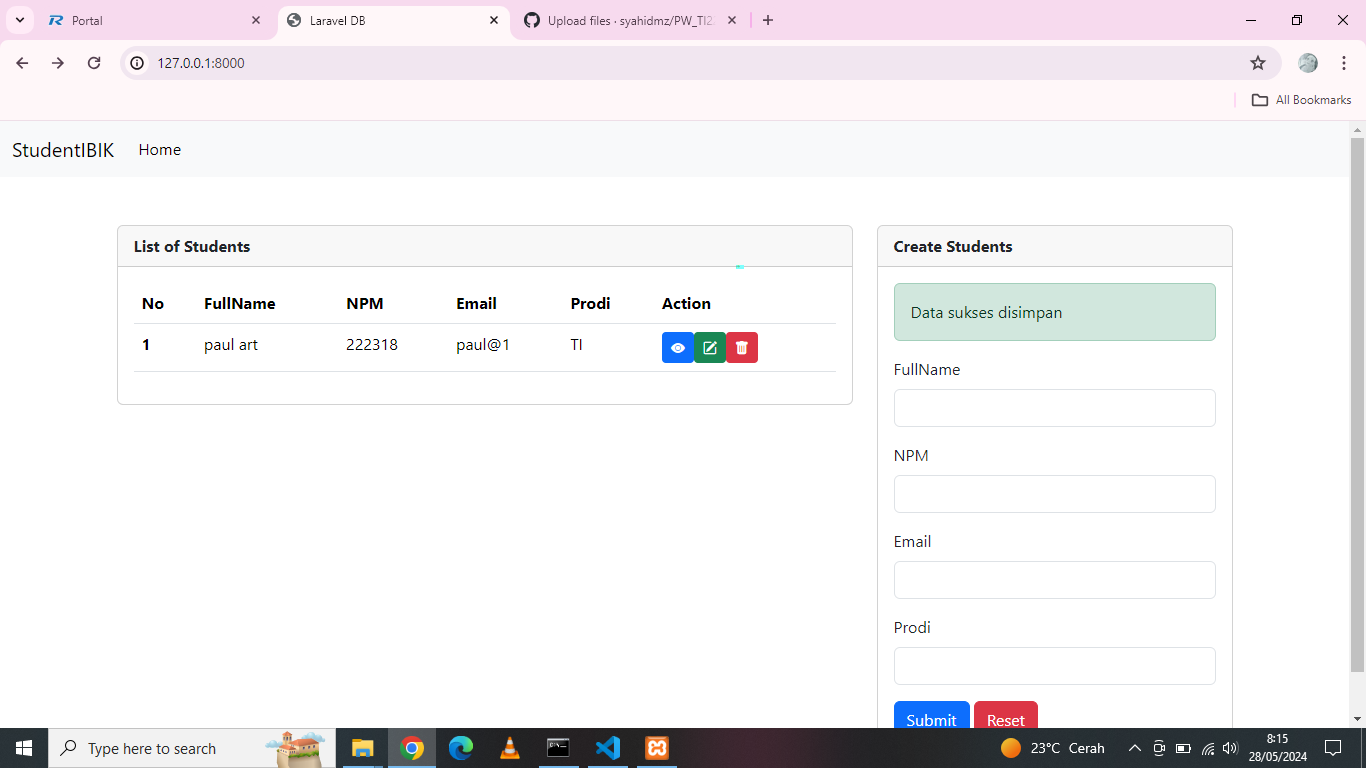 Portal
Laravel DB
Upload files · syahidmz/PW_TI2
127.0.0.1:8000
All Bookmarks
StudentIBIK Home
List of Students
No FullName NPM Email Prodi Action
1 paul art 222318 paul@1 TI
Create Students
Data sukses disimpan
FullName
NPM
Email
Prodi
Submit Reset
Type here to search
23°C Cerah
8:15
28/05/2024